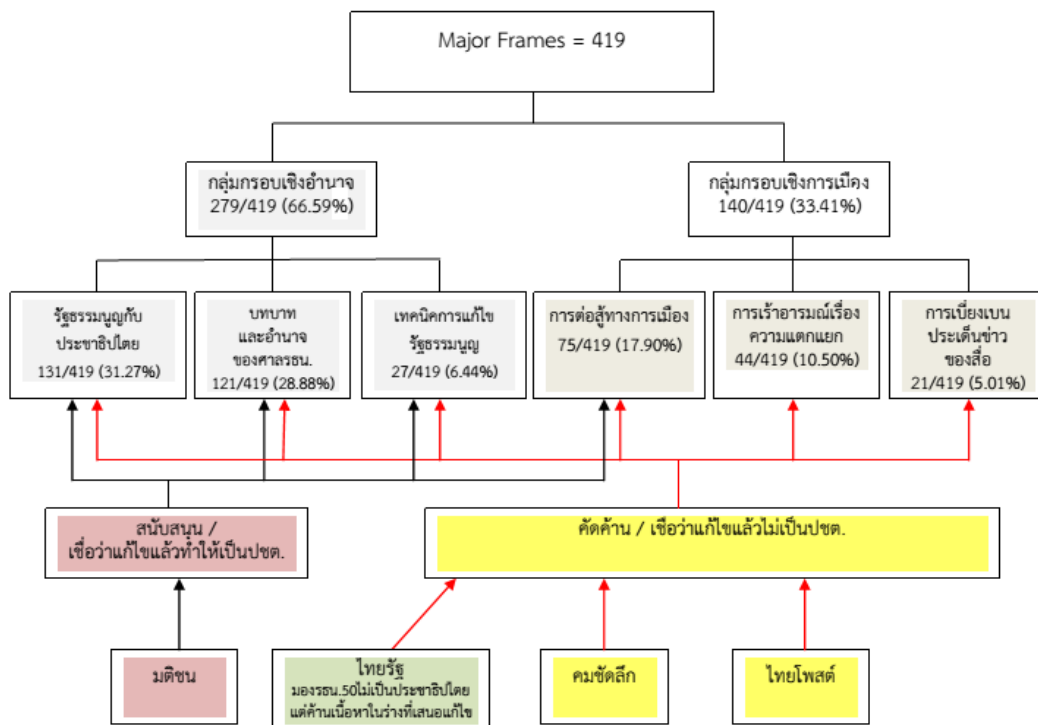 Major Frames = 419
กลุ่มกรอบเชิงอำนาจ
279/419 (66.59%)
กลุ่มกรอบเชิงการเมือง
140/419 (33.41%)
รัฐธรรมนูญกับ
ประชาธิปไตย
131/419 (31.27%)
บทบาท
และอำนาจ
ของศาลรธน.
121/419 (28.88%)
เทคนิคการแก้ไข
รัฐธรรมนูญ
27/419 (6.44%)
การต่อสู้ทางการเมือง
75/419 (17.90%)
การเร้าอารมณ์เรื่อง
ความแตกแยก
44/419 (10.50%)
การเบี่ยงเบน
ประเด็นข่าว
ของสื่อ
21/419 (5.01%)
สนับสนุน /
เชื่อว่าแก้ไขแล้วทำให้เป็นปชต.
คัดค้าน / เชื่อว่าแก้ไขแล้วไม่เป็นปชต.
มติชน
ไทยรัฐ
มองรธน.50ไม่เป็นประชาธิปไตย
แต่ค้านเนื้อหาในร่างที่เสนอแก้ไข
คมชัดลึก
ไทยโพสต์